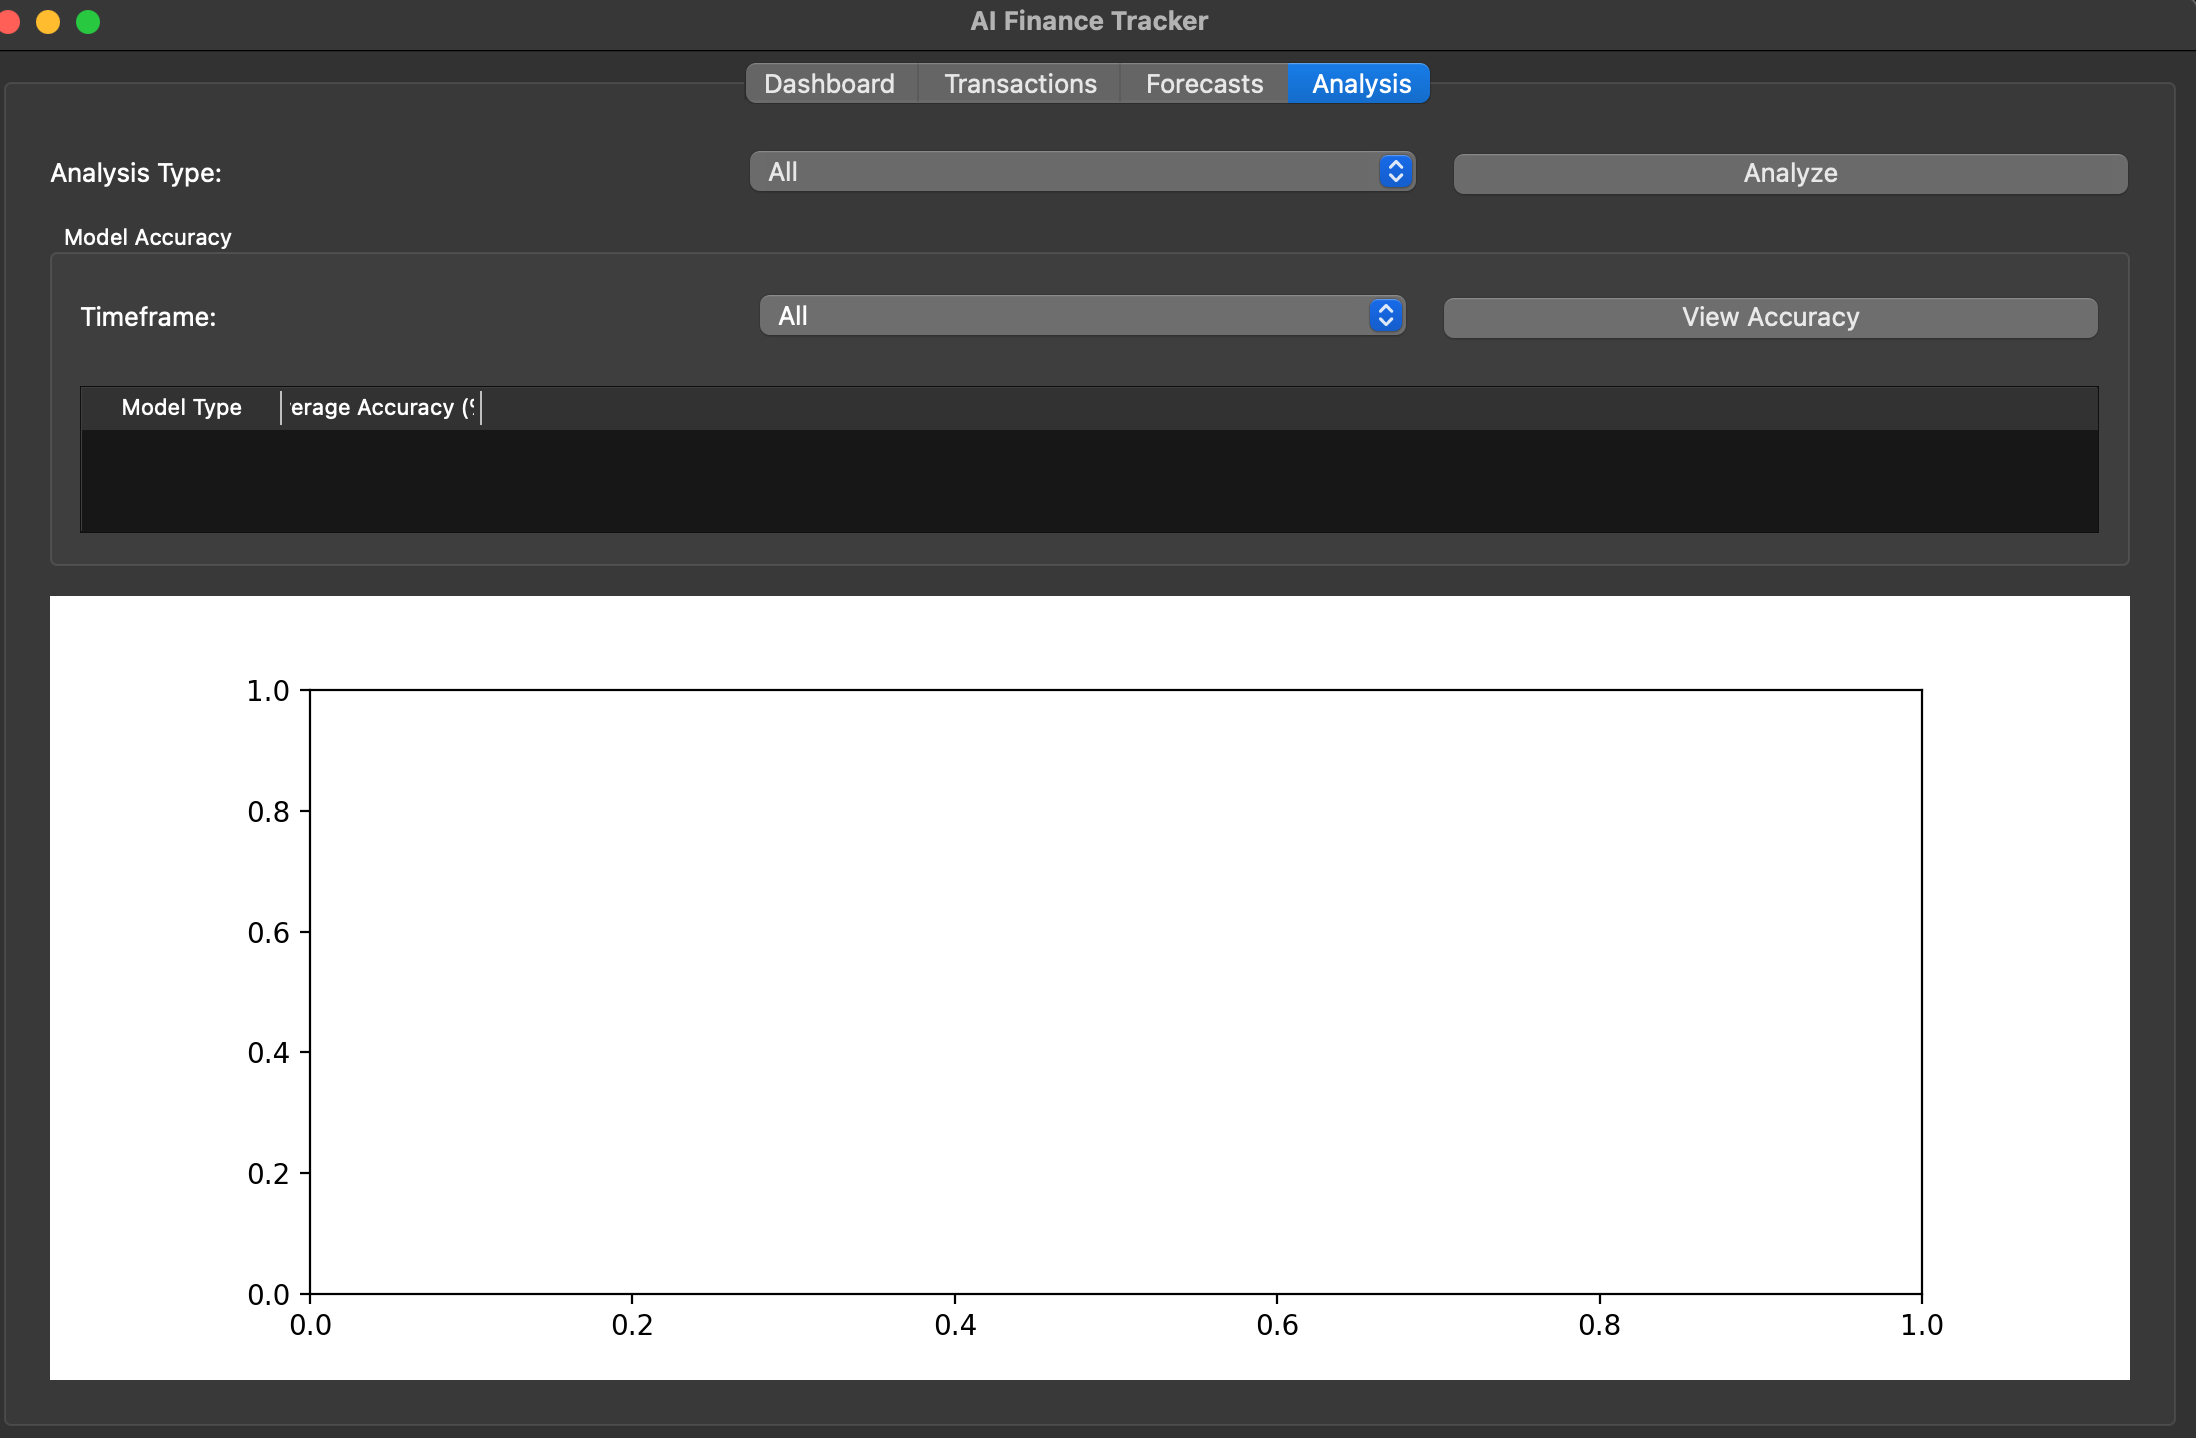 AI Finance Tracker
Dashboard Transactions Forecasts Analysis
Analysis Type: All Analyze
Model Accuracy
Timeframe: All View Accuracy
Model Type erage Accuracy (
1.0
0.8
0.6
0.4
0.2
0.0
0.0 0.2 0.4 0.6 0.8 1.0